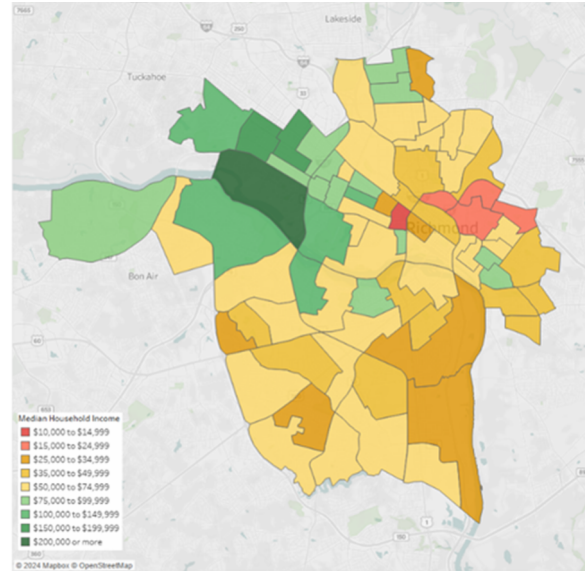 Lakeside
250
Tuckahoe
Richmond
Bon Air
60
Median Household Income
$10,000 to $14,999
$15,000 to $24,999
$25,000 to $34,999
$35,000 to $49,999
$50,000 to $74,999
$75,000 to $99,999
$100,000 to $149,999
$150,000 to $199,999
$200,000 or more
© 2024 Mapbox © OpenStreetMap